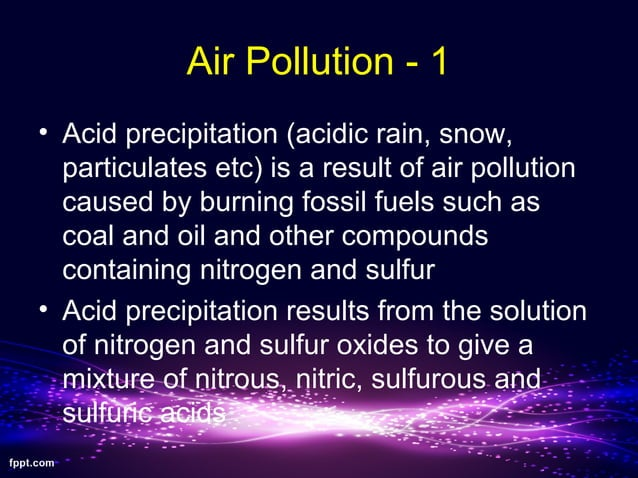 Air Pollution - 1
• Acid precipitation (acidic rain, snow,
particulates etc) is a result of air pollution
caused by burning fossil fuels such as
coal and oil and other compounds
containing nitrogen and sulfur
• Acid precipitation results from the solution
of nitrogen and sulfur oxides to give a
mixture of nitrous, nitric, sulfurous and
sulfuric acids
fppt.com